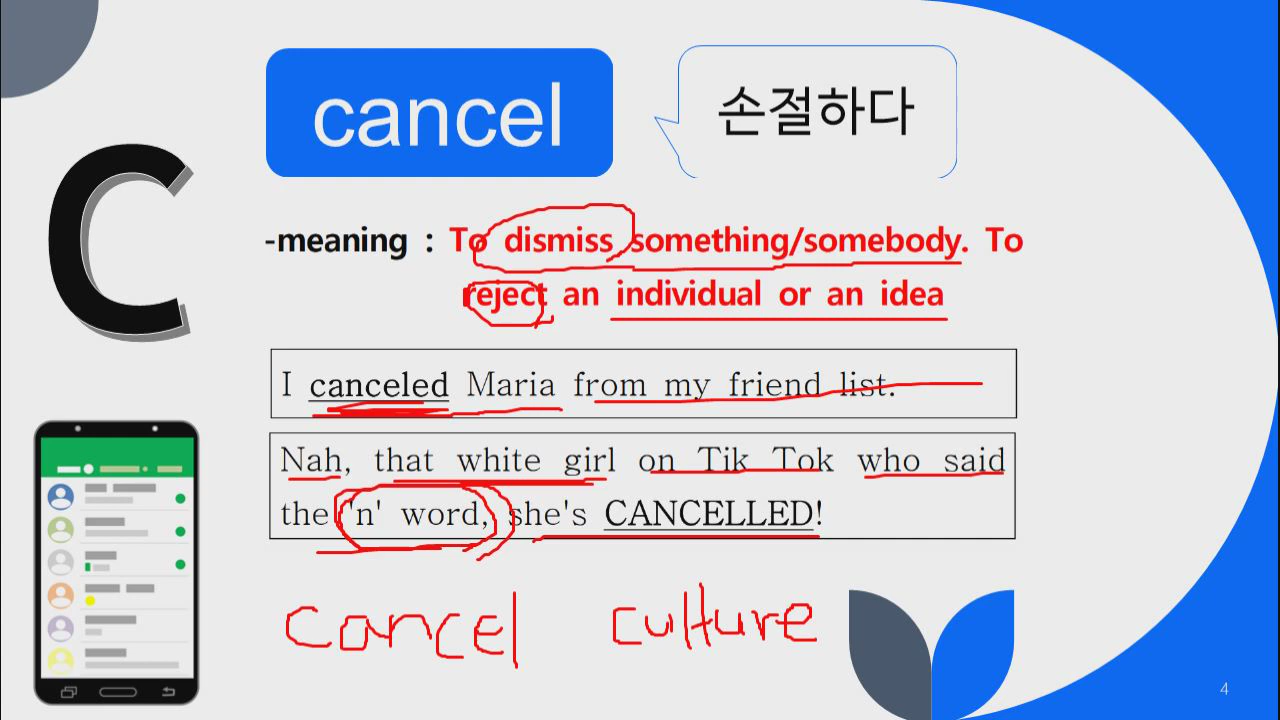 cancel
손절하다
C
-meaning : To dismiss something/somebody. To
reject an individual or an idea
I canceled Maria from my friend list.
Nah, that white girl on Tik Tok who said
the 'n' word, she's CANCELLED!
cancel culture
4